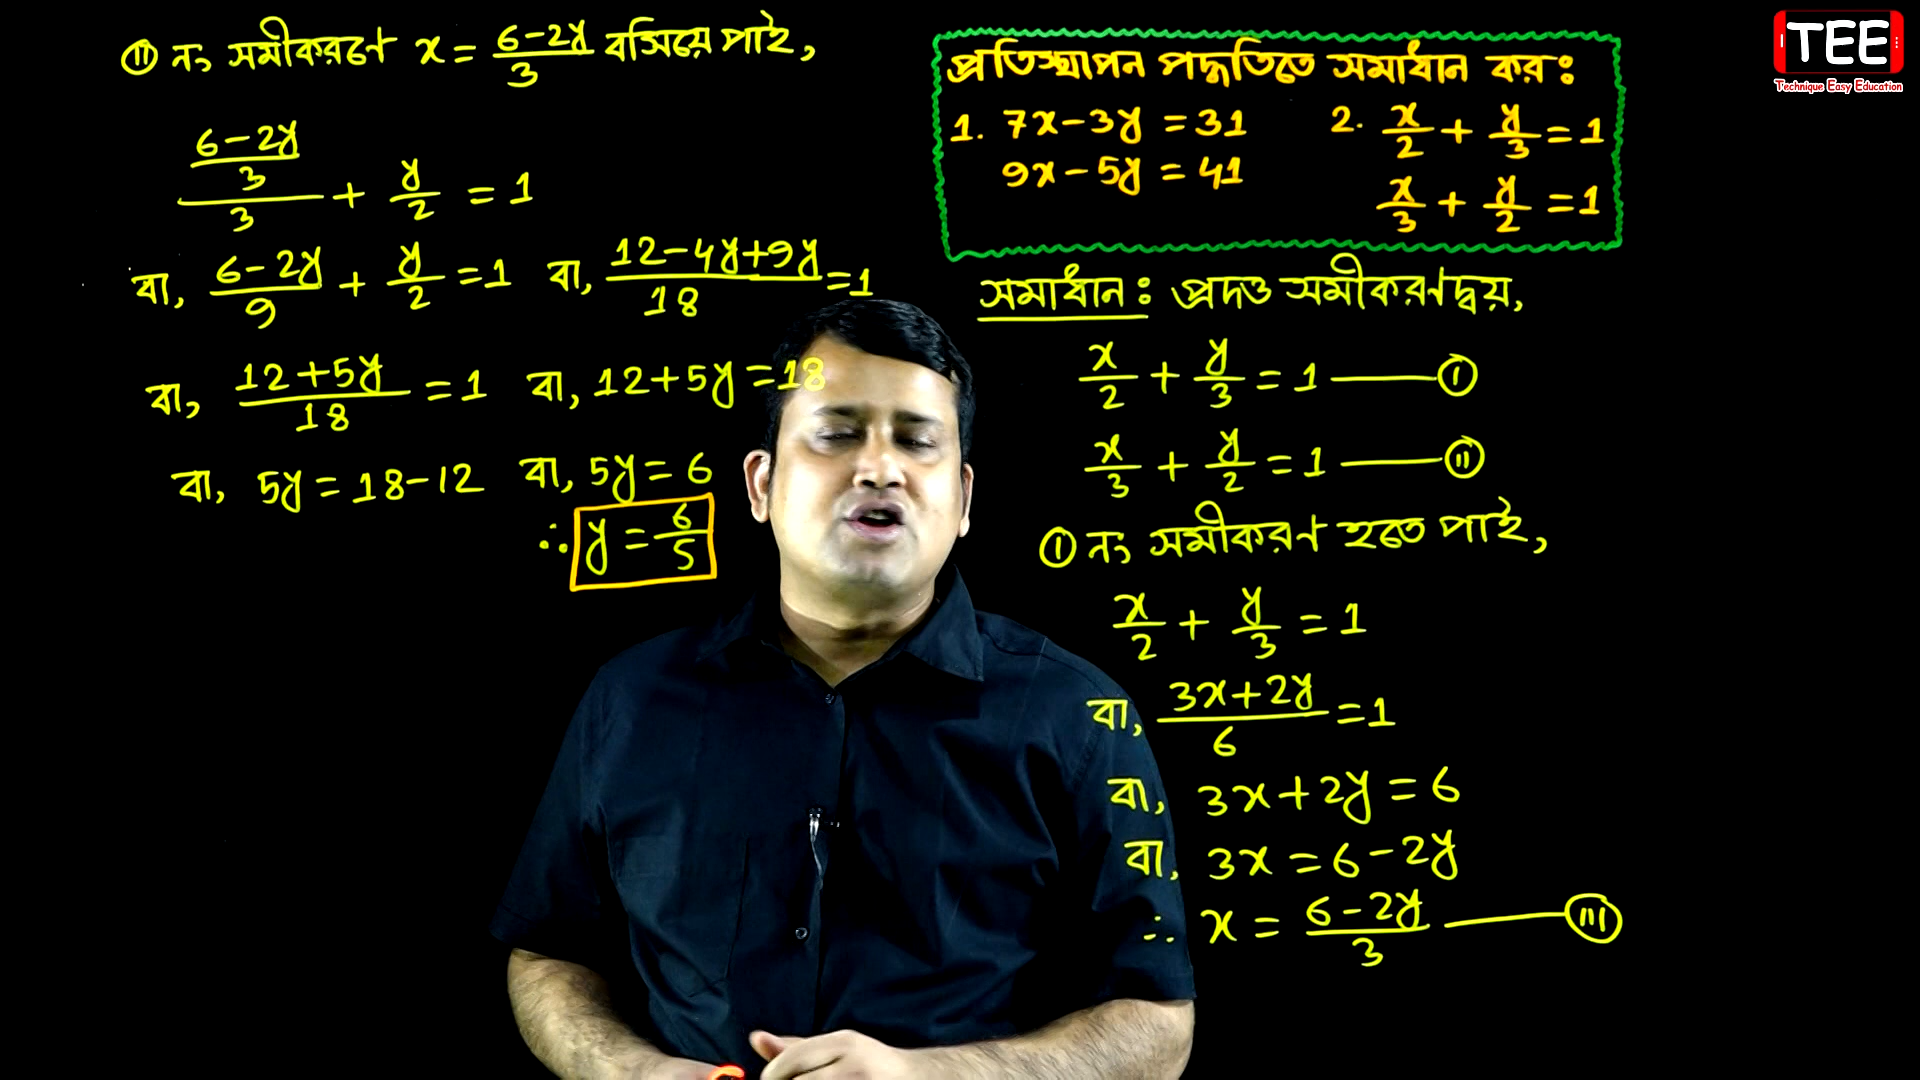 TEE
Technique Easy Education
প্রতিস্থাপন পদ্ধতিতে সমাধান কর:
1. 7x-3y = 31
9x-5y = 41
2. x/2 + y/3 = 1
x/3 + y/2 = 1
সমাধান: প্রদত্ত সমীকরণদ্বয়,
x/2 + y/3 = 1 —— (I)
x/3 + y/2 = 1 —— (II)
(I) নং সমীকরণ হতে পাই,
x/2 + y/3 = 1
বা, (3x+2y)/6 = 1
বা, 3x+2y = 6
বা, 3x = 6-2y
∴ x = (6-2y)/3 —— (III)
(II) নং সমীকরণে x = (6-2y)/3 বসিয়ে পাই,
((6-2y)/3)/3 + y/2 = 1
বা, (6-2y)/9 + y/2 = 1 বা, (12-4y+9y)/18 = 1
বা, (12+5y)/18 = 1 বা, 12+5y = 18
বা, 5y = 18-12 বা, 5y = 6
∴ y = 6/5